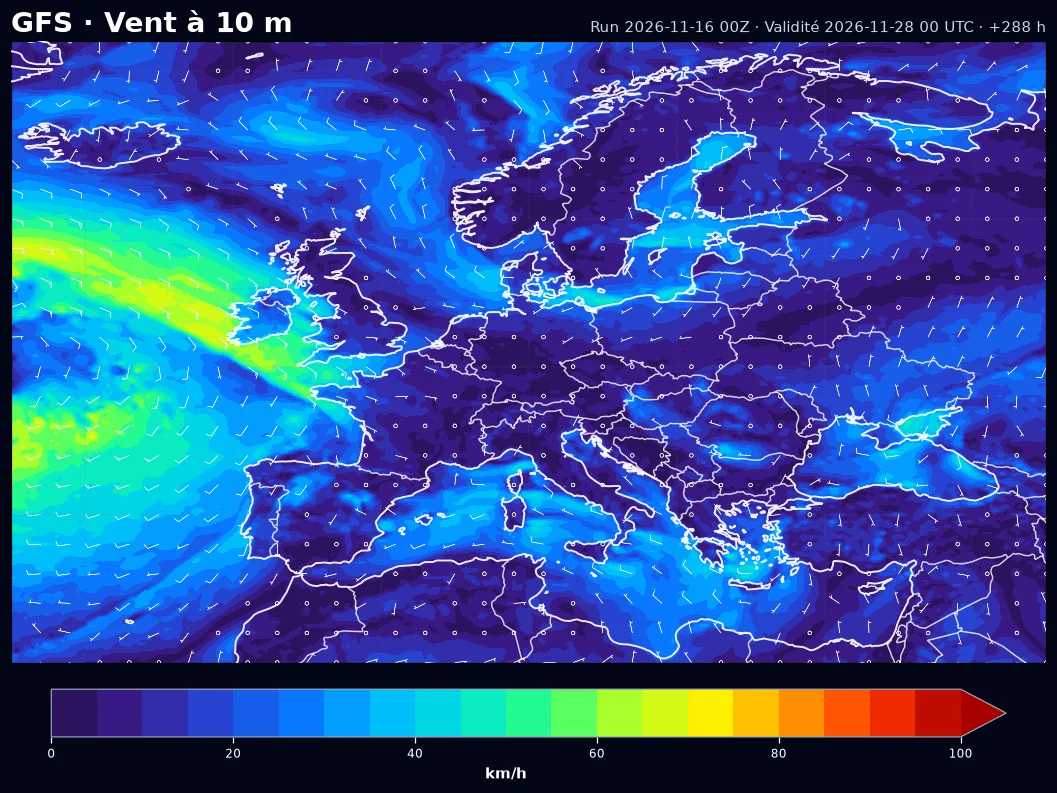 GFS · Vent à 10 m
Run 2026-11-16 00Z · Validité 2026-11-28 00 UTC · +288 h
0 20 40 60 80 100
km/h